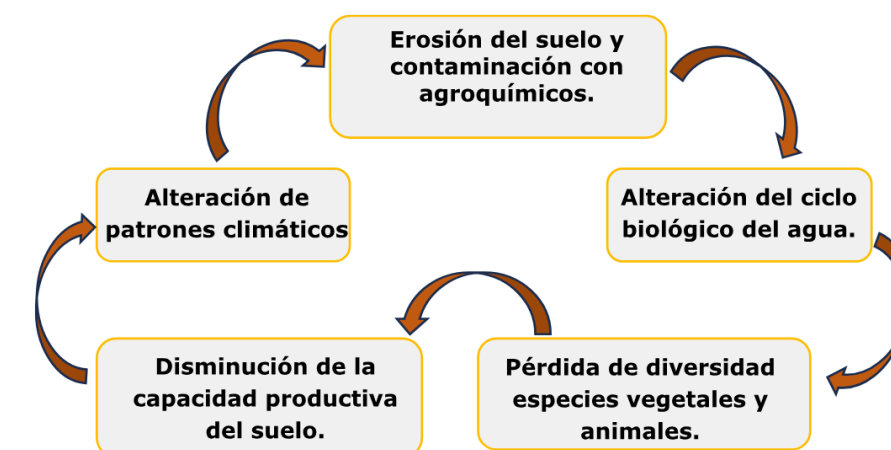 Erosión del suelo y
contaminación con
agroquímicos.
Alteración del ciclo
biológico del agua.
Pérdida de diversidad
especies vegetales y
animales.
Disminución de la
capacidad productiva
del suelo.
Alteración de
patrones climáticos